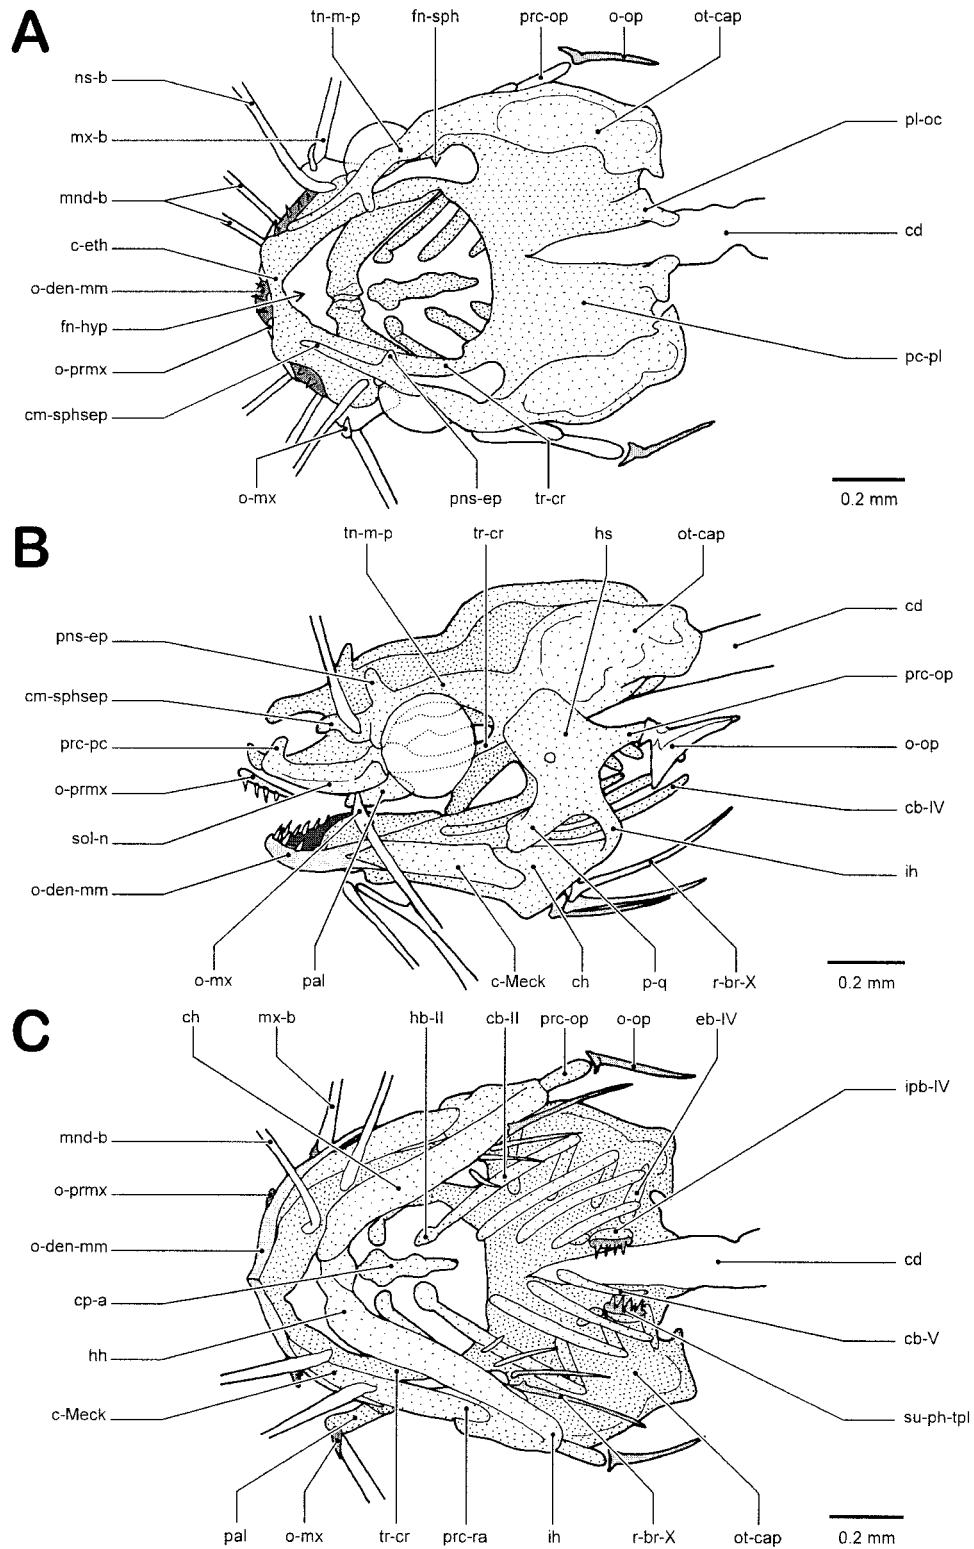 A
tn-m-p fn-sph prc-op o-op ot-cap
ns-b
mx-b
mnd-b
c-eth
o-den-mm
fn-hyp
o-prmx
cm-sphsep
pl-oc
cd
pc-pl
o-mx pns-ep tr-cr
0.2 mm
B
tn-m-p tr-cr hs ot-cap
pns-ep
cm-sphsep
prc-pc
o-prmx
sol-n
o-den-mm
cd
prc-op
o-op
cb-IV
ih
o-mx pal c-Meck ch p-q r-br-X
0.2 mm
C
ch mx-b hb-II cb-II prc-op o-op eb-IV
mnd-b
o-prmx
o-den-mm
cp-a
hh
c-Meck
ipb-IV
cd
cb-V
su-ph-tpl
pal o-mx tr-cr prc-ra ih r-br-X ot-cap
0.2 mm